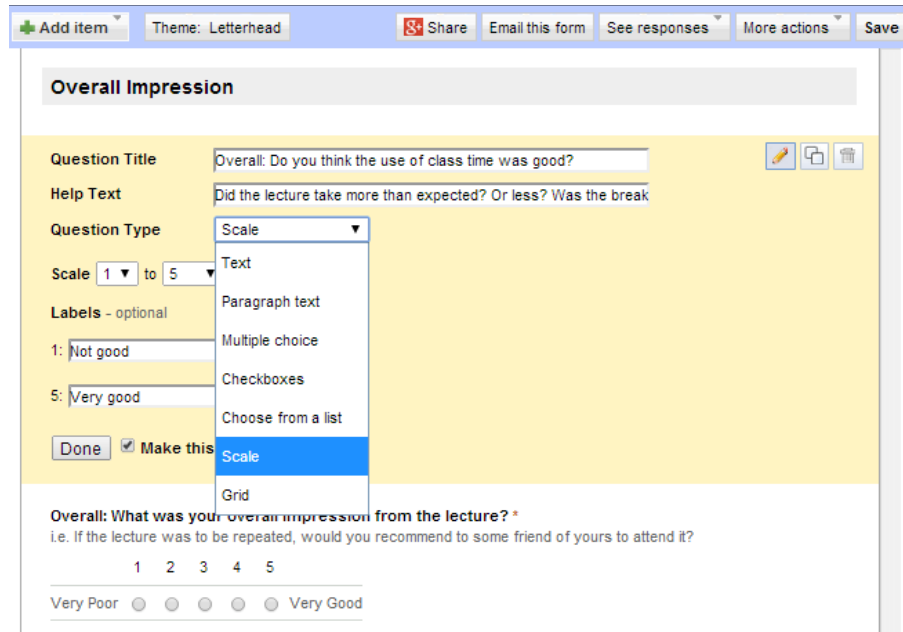 Add item Theme: Letterhead Share Email this form See responses More actions Save
Overall Impression
Question Title Overall: Do you think the use of class time was good?
Help Text Did the lecture take more than expected? Or less? Was the break
Question Type Scale
Text
Scale 1 to 5
Paragraph text
Labels - optional
Multiple choice
1: Not good
Checkboxes
5: Very good
Choose from a list
Done Make this
Scale
Grid
Overall: What was your overall impression from the lecture? *
i.e. If the lecture was to be repeated, would you recommend to some friend of yours to attend it?
1 2 3 4 5
Very Poor Very Good